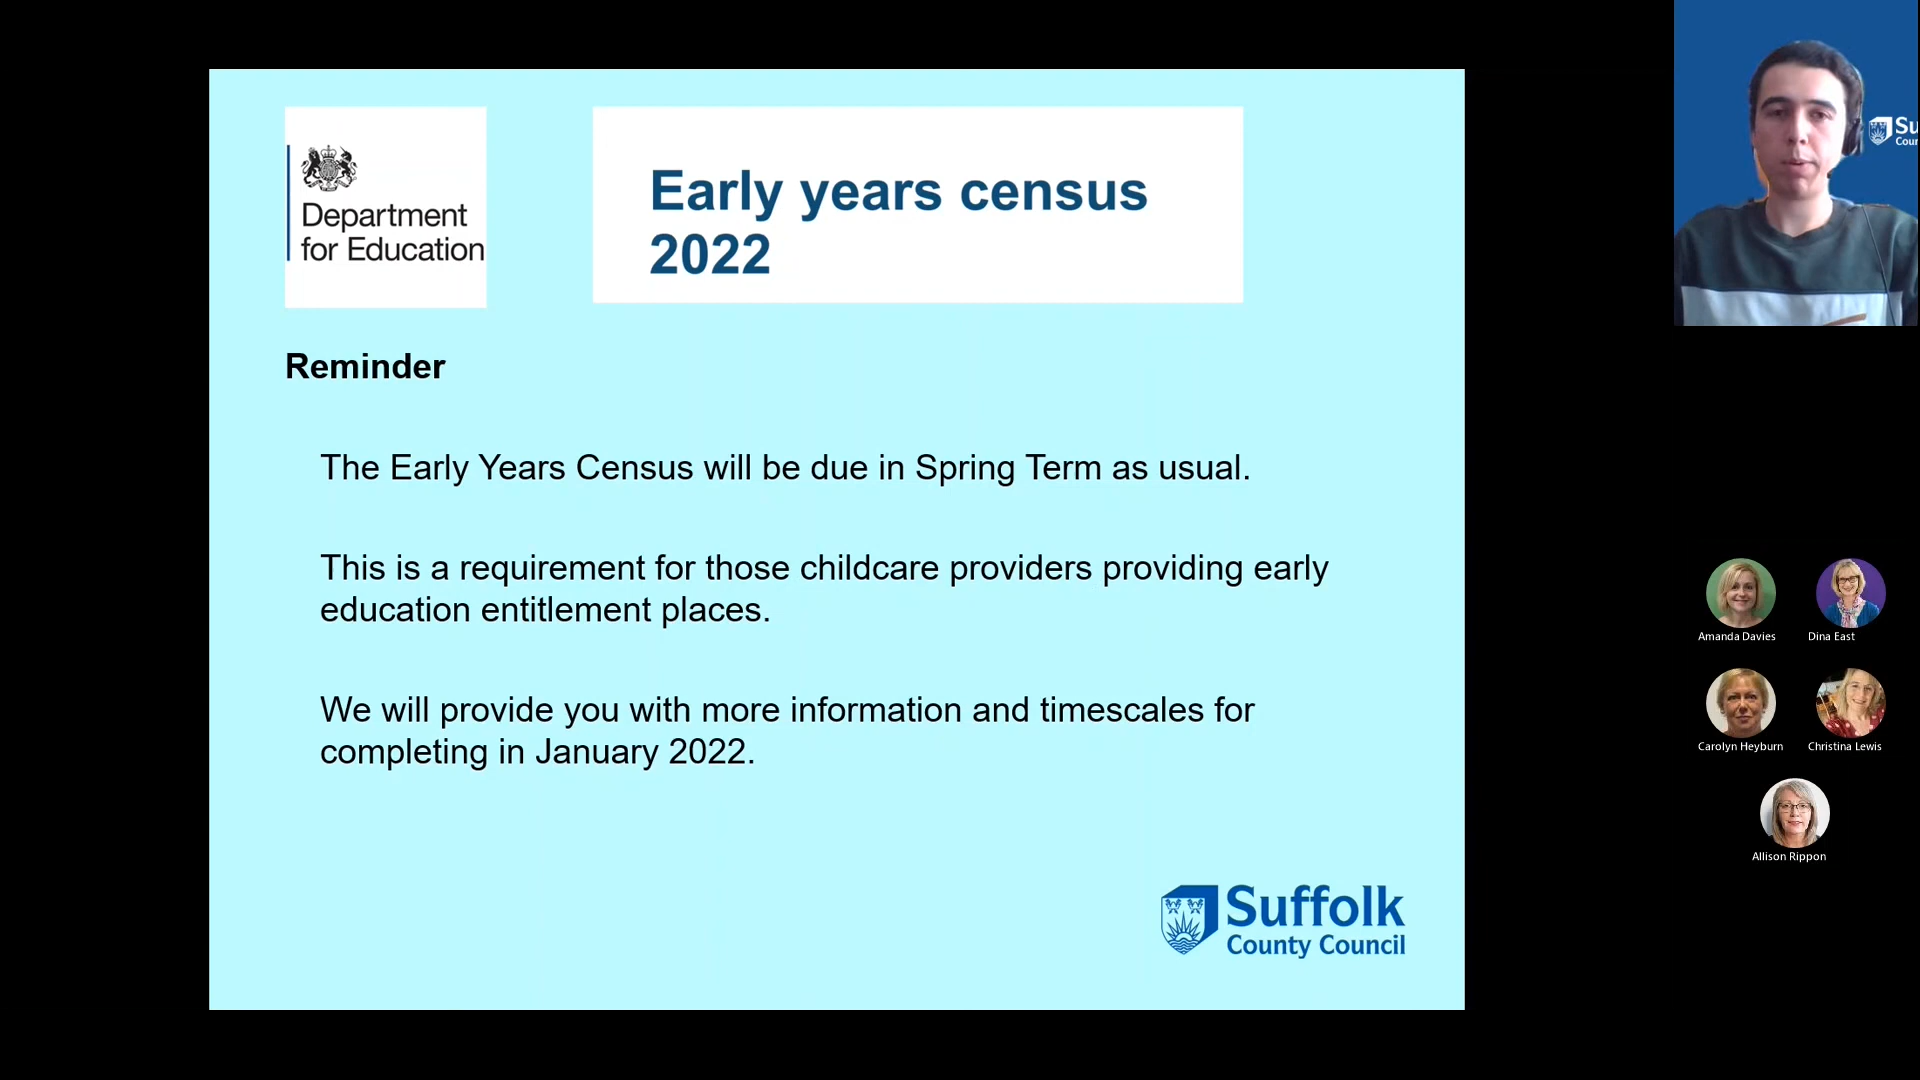 Department
for Education
Early years census
2022
Reminder
The Early Years Census will be due in Spring Term as usual.
This is a requirement for those childcare providers providing early
education entitlement places.
We will provide you with more information and timescales for
completing in January 2022.
Suffolk
County Council
Su
Cou
Amanda Davies
Dina East
Carolyn Heyburn
Christina Lewis
Allison Rippon